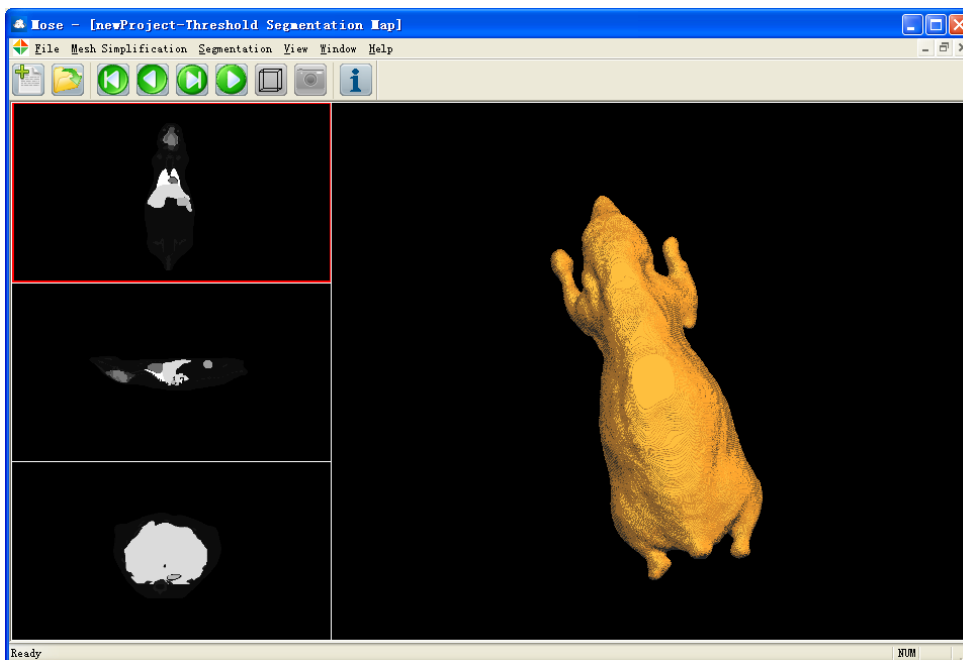 Mose - [newProject-Threshold Segmentation Map]
File Mesh Simplification Segmentation View Window Help
Ready
NUM